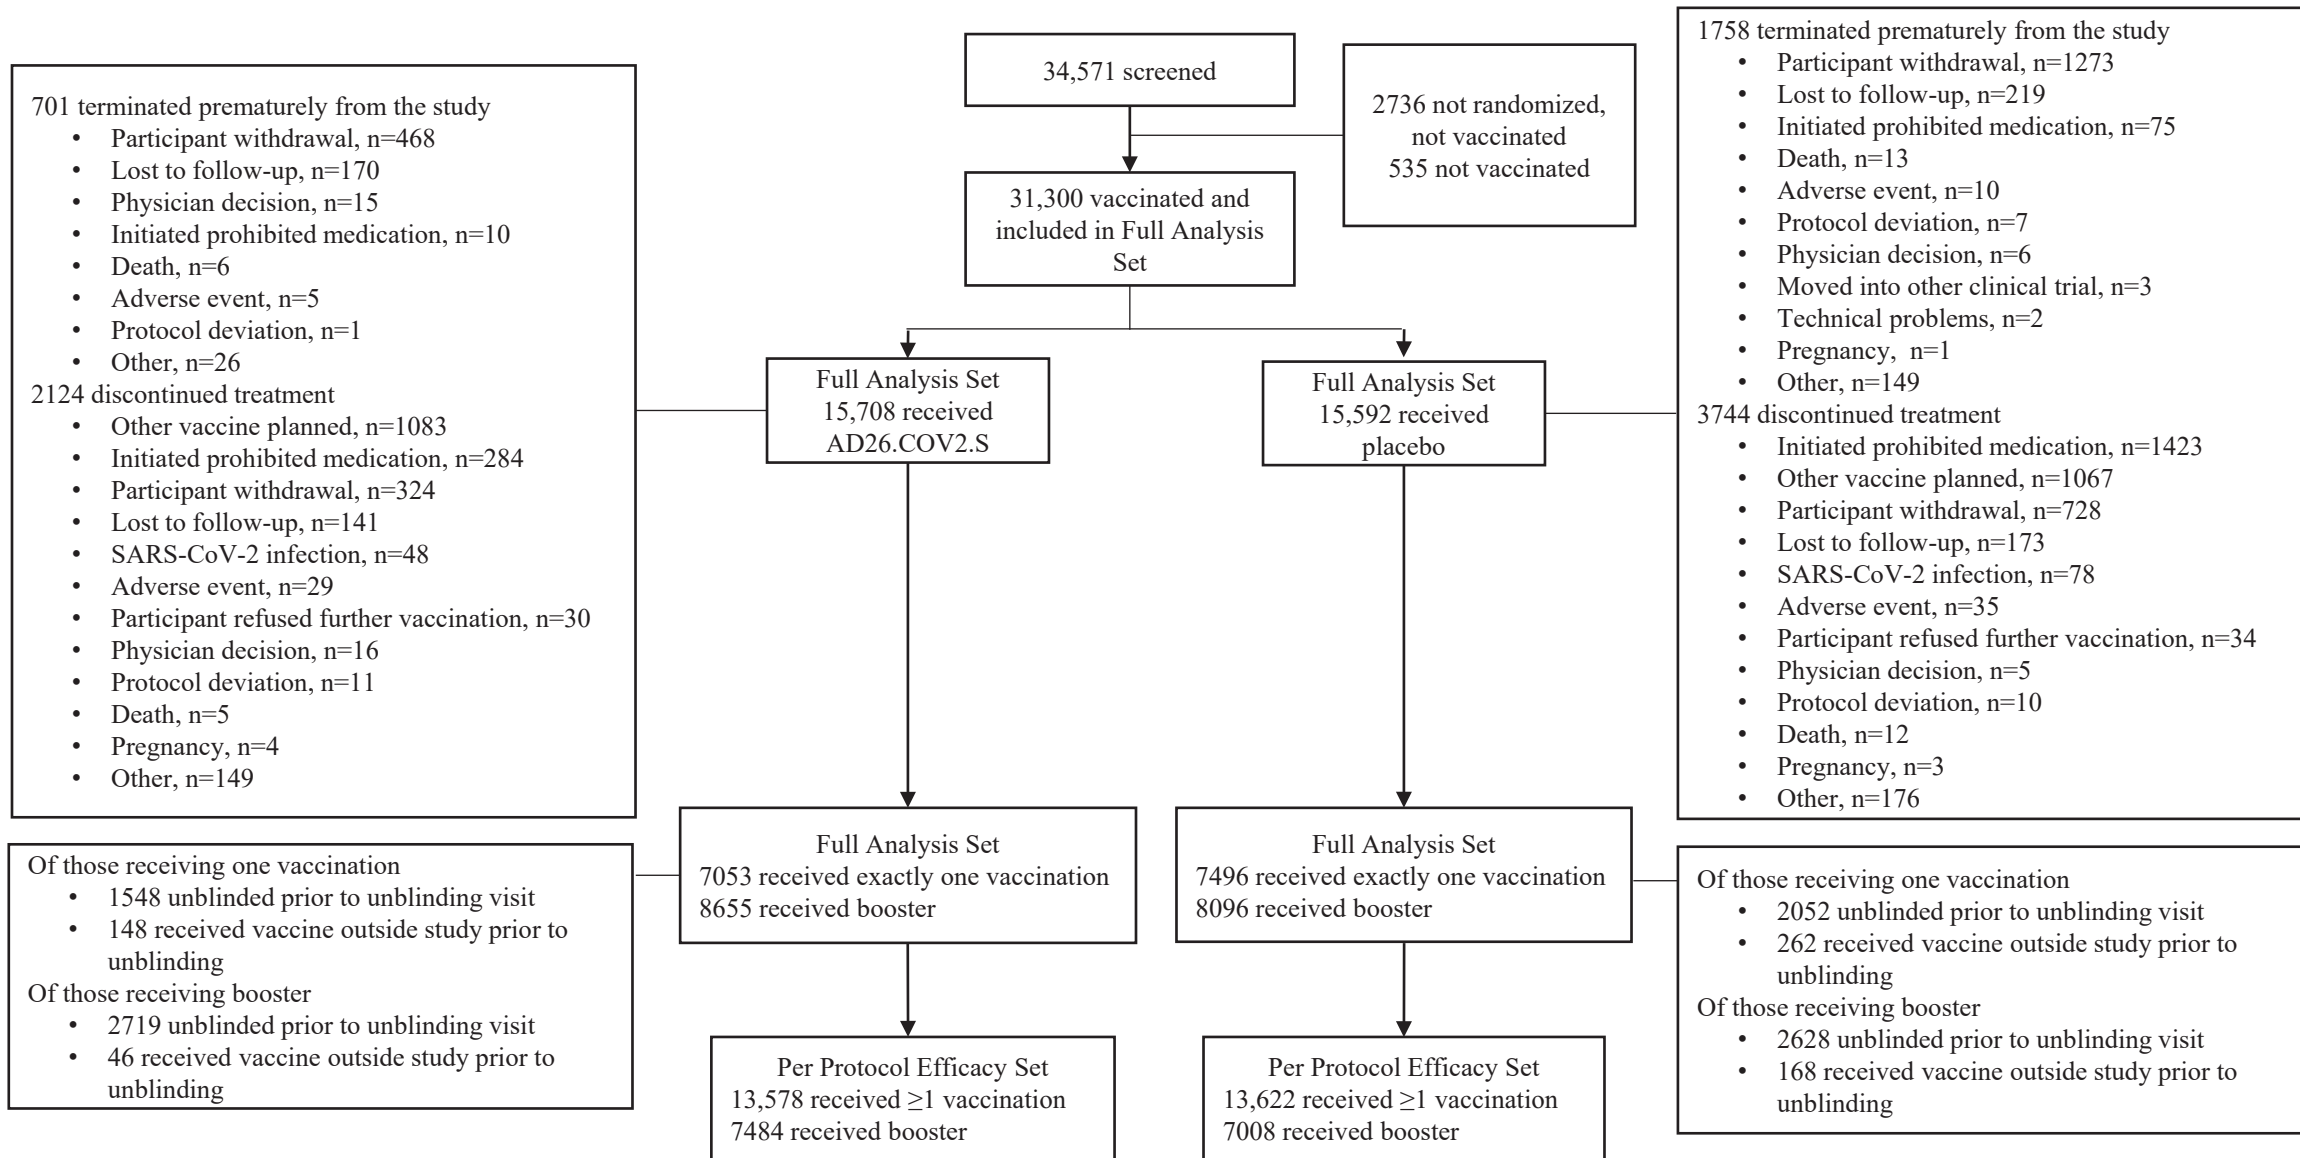 34,571 screened
2736 not randomized,
not vaccinated
535 not vaccinated
31,300 vaccinated and
included in Full Analysis
Set
701 terminated prematurely from the study
• Participant withdrawal, n=468
• Lost to follow-up, n=170
• Physician decision, n=15
• Initiated prohibited medication, n=10
• Death, n=6
• Adverse event, n=5
• Protocol deviation, n=1
• Other, n=26
2124 discontinued treatment
• Other vaccine planned, n=1083
• Initiated prohibited medication, n=284
• Participant withdrawal, n=324
• Lost to follow-up, n=141
• SARS-CoV-2 infection, n=48
• Adverse event, n=29
• Participant refused further vaccination, n=30
• Physician decision, n=16
• Protocol deviation, n=11
• Death, n=5
• Pregnancy, n=4
• Other, n=149
Full Analysis Set
15,708 received
AD26.COV2.S
Full Analysis Set
15,592 received
placebo
1758 terminated prematurely from the study
• Participant withdrawal, n=1273
• Lost to follow-up, n=219
• Initiated prohibited medication, n=75
• Death, n=13
• Adverse event, n=10
• Protocol deviation, n=7
• Physician decision, n=6
• Moved into other clinical trial, n=3
• Technical problems, n=2
• Pregnancy, n=1
• Other, n=149
3744 discontinued treatment
• Initiated prohibited medication, n=1423
• Other vaccine planned, n=1067
• Participant withdrawal, n=728
• Lost to follow-up, n=173
• SARS-CoV-2 infection, n=78
• Adverse event, n=35
• Participant refused further vaccination, n=34
• Physician decision, n=5
• Protocol deviation, n=10
• Death, n=12
• Pregnancy, n=3
• Other, n=176
Of those receiving one vaccination
• 1548 unblinded prior to unblinding visit
• 148 received vaccine outside study prior to
unblinding
Of those receiving booster
• 2719 unblinded prior to unblinding visit
• 46 received vaccine outside study prior to
unblinding
Full Analysis Set
7053 received exactly one vaccination
8655 received booster
Full Analysis Set
7496 received exactly one vaccination
8096 received booster
Of those receiving one vaccination
• 2052 unblinded prior to unblinding visit
• 262 received vaccine outside study prior to
unblinding
Of those receiving booster
• 2628 unblinded prior to unblinding visit
• 168 received vaccine outside study prior to
unblinding
Per Protocol Efficacy Set
13,578 received ≥1 vaccination
7484 received booster
Per Protocol Efficacy Set
13,622 received ≥1 vaccination
7008 received booster